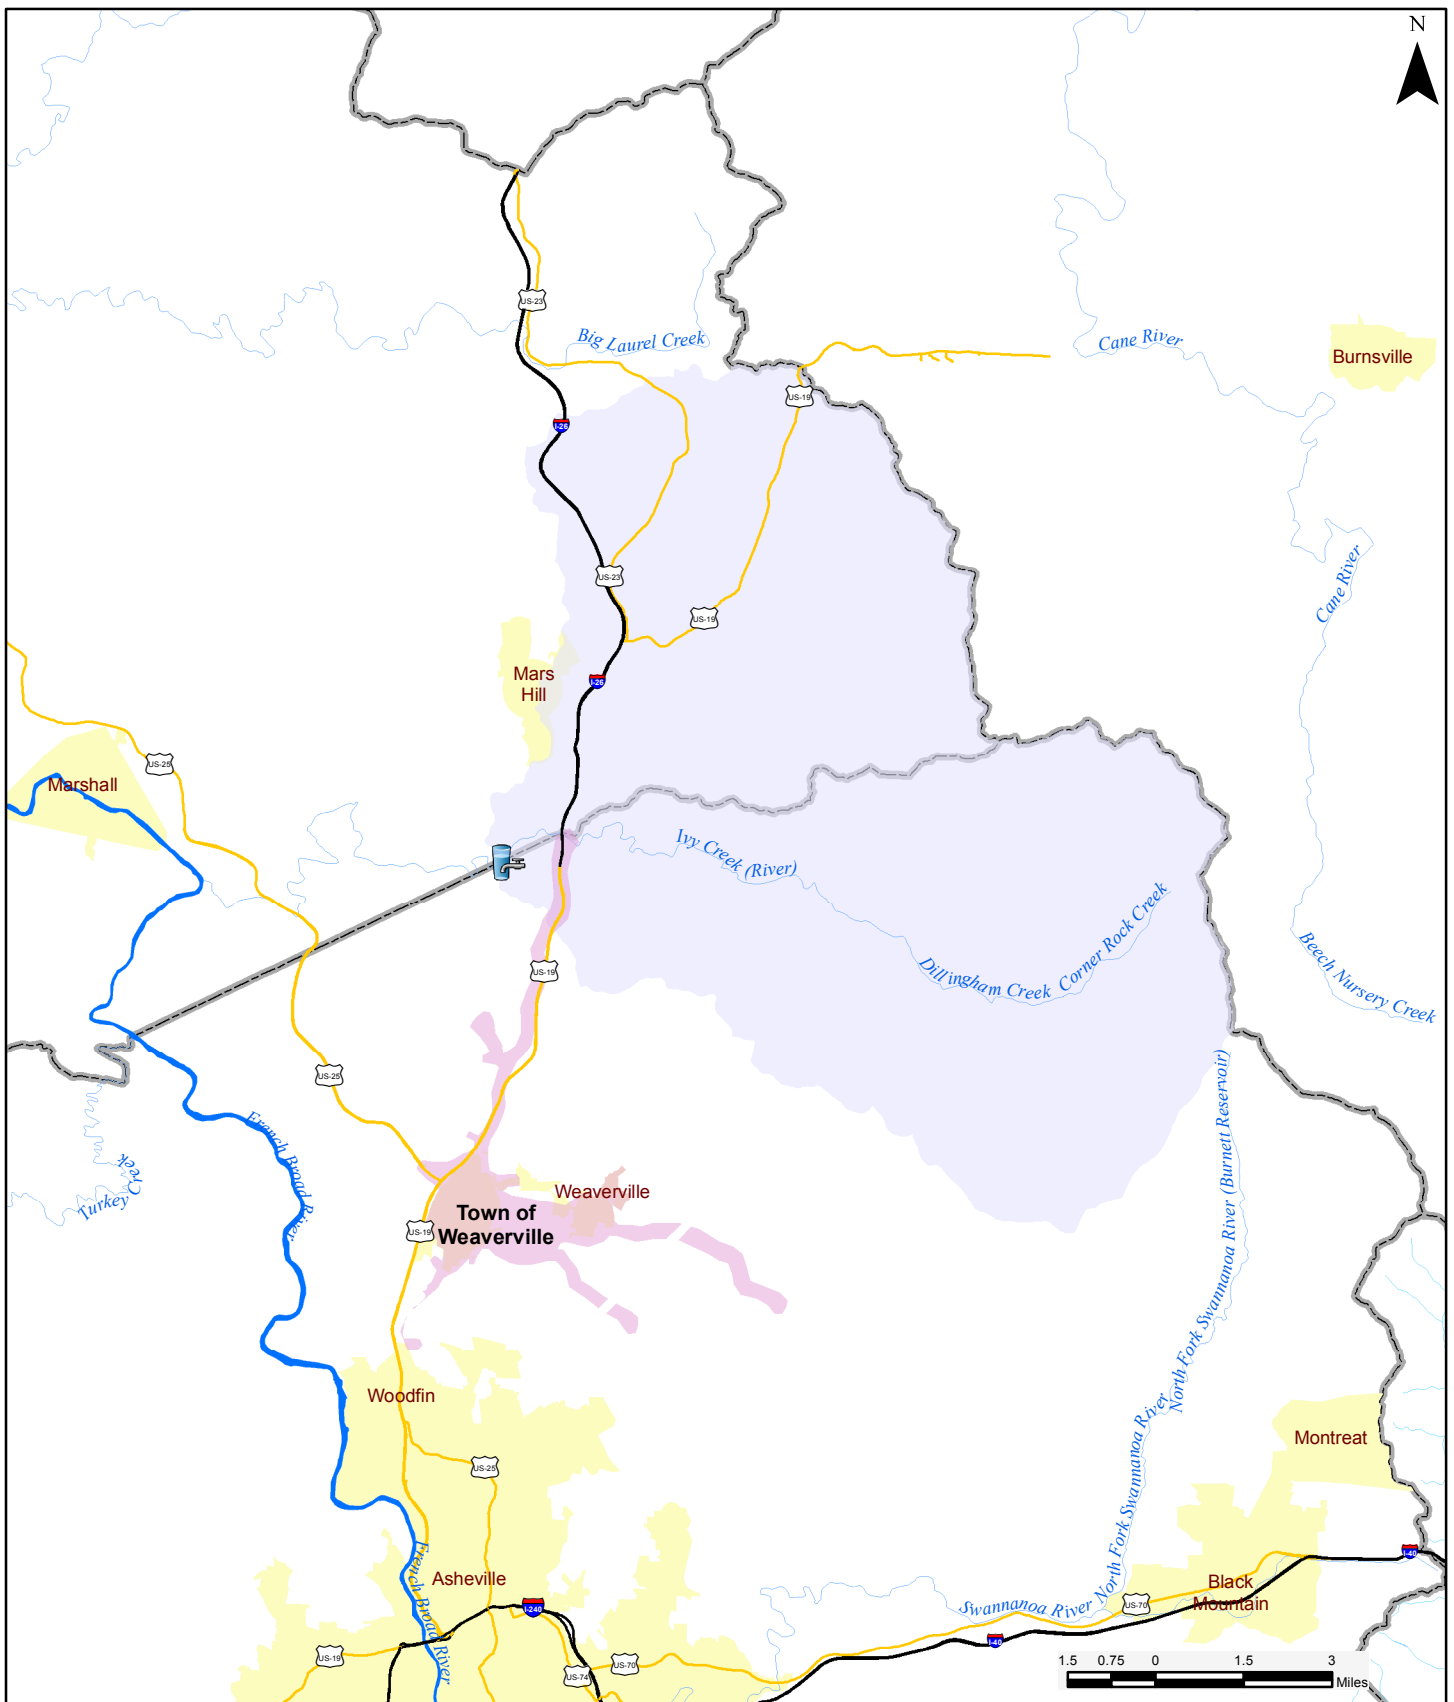 N
US-23
Big Laurel Creek
Cane River
Burnsville
US-19
I-26
Cane River
US-23
US-19
Mars
Hill
I-26
US-25
Marshall
Ivy Creek (River)
Dillingham Creek
Corner Rock Creek
Beech Nursery Creek
US-19
US-25
French Broad River
Turkey Creek
Weaverville
Town of
Weaverville
US-19
North Fork Swannanoa River (Burnett Reservoir)
Woodfin
North Fork Swannanoa River
Montreat
US-25
I-40
French Broad River
Asheville
Black
Mountain
I-240
Swannanoa River
US-70
I-40
US-19
US-70
US-74
1.5 0.75 0 1.5 3
Miles